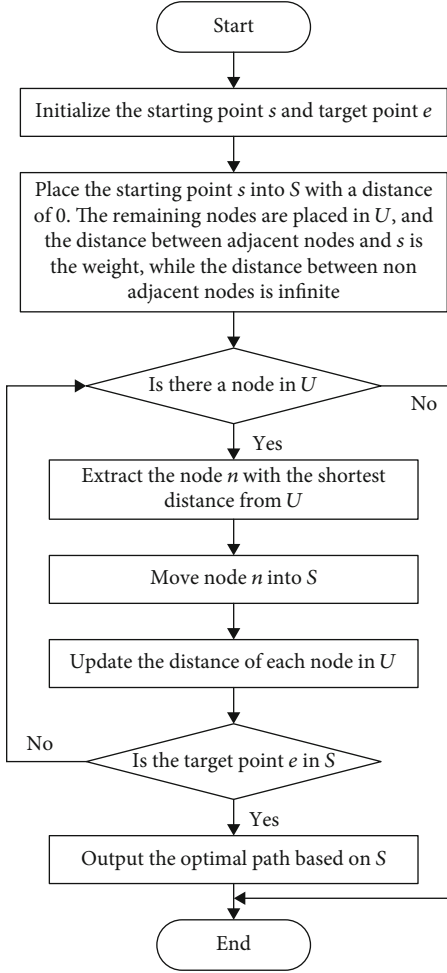 Start
Initialize the starting point s and target point e
Place the starting point s into S with a distance
of 0. The remaining nodes are placed in U, and
the distance between adjacent nodes and s is
the weight, while the distance between non
adjacent nodes is infinite
Is there a node in U
No
Yes
Extract the node n with the shortest
distance from U
Move node n into S
Update the distance of each node in U
No
Is the target point e in S
Yes
Output the optimal path based on S
End